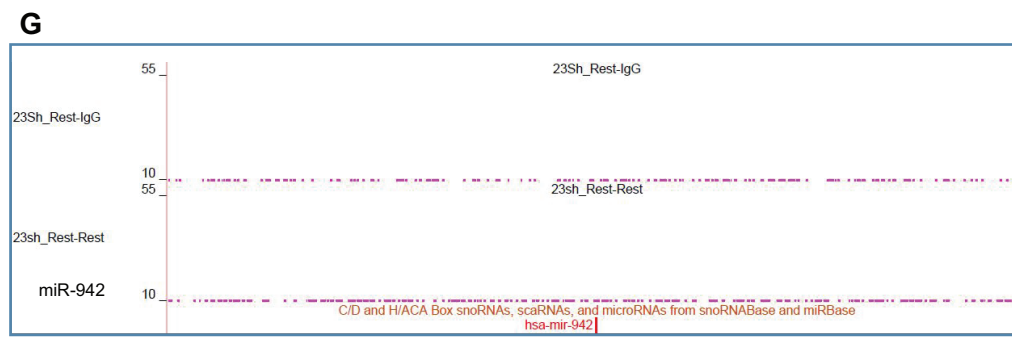 G
55
23Sh_Rest-IgG
23Sh_Rest-IgG
10
55
23sh_Rest-Rest
23sh_Rest-Rest
miR-942
10
C/D and H/ACA Box snoRNAs, scaRNAs, and microRNAs from snoRNABase and miRBase
hsa-mir-942